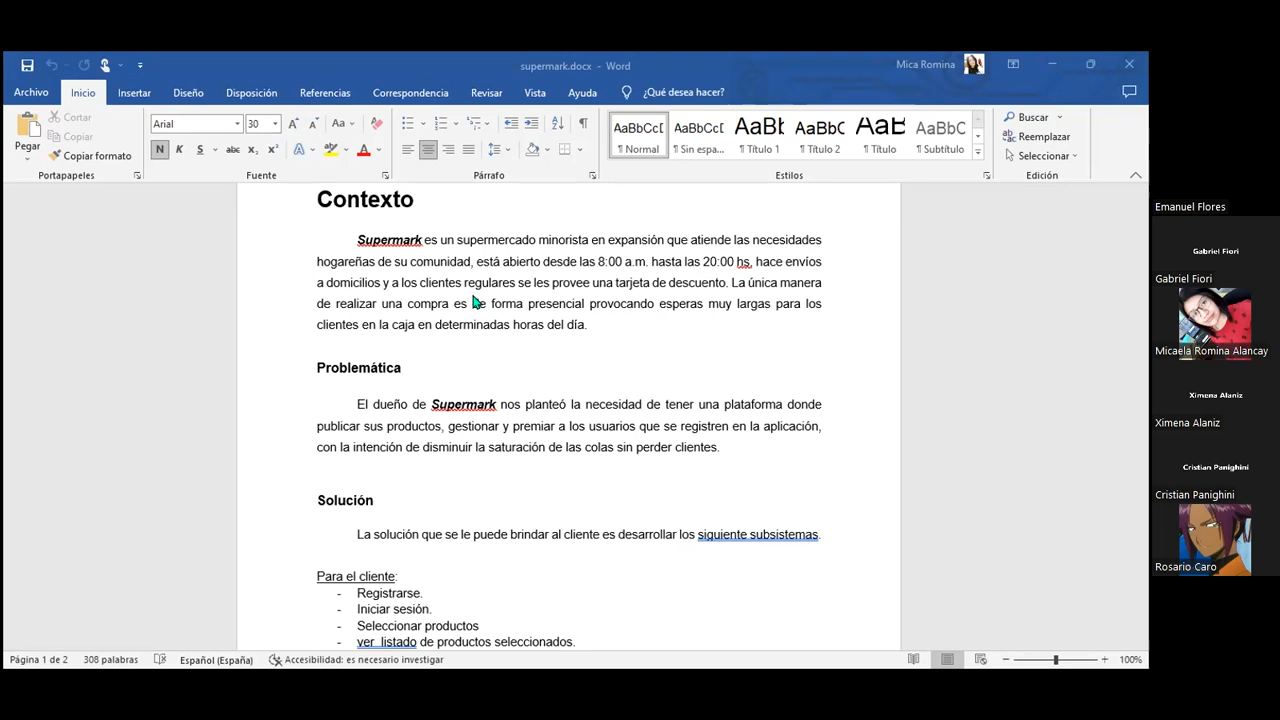 supermark.docx - Word
Mica Romina
Archivo Inicio Insertar Diseño Disposición Referencias Correspondencia Revisar Vista Ayuda ¿Qué desea hacer?
Pegar
Cortar
Copiar
Copiar formato
Portapapeles
Arial 30
Aa
N K S abc x₂ x²
A A
Fuente
Párrafo
AaBbCcD AaBbCcD AaBb AaBbC AaB AaBbC
¶ Normal ¶ Sin espa... ¶ Título 1 ¶ Título 2 ¶ Título ¶ Subtítulo
Estilos
Buscar
Reemplazar
Seleccionar
Edición
Contexto
Supermark es un supermercado minorista en expansión que atiende las necesidades
hogareñas de su comunidad, está abierto desde las 8:00 a.m. hasta las 20:00 hs, hace envíos
a domicilios y a los clientes regulares se les provee una tarjeta de descuento. La única manera
de realizar una compra es de forma presencial provocando esperas muy largas para los
clientes en la caja en determinadas horas del día.
Problemática
El dueño de Supermark nos planteó la necesidad de tener una plataforma donde
publicar sus productos, gestionar y premiar a los usuarios que se registren en la aplicación,
con la intención de disminuir la saturación de las colas sin perder clientes.
Solución
La solución que se le puede brindar al cliente es desarrollar los siguiente subsistemas.
Para el cliente:
- Registrarse.
- Iniciar sesión.
- Seleccionar productos
- ver listado de productos seleccionados.
Página 1 de 2 308 palabras Español (España) Accesibilidad: es necesario investigar 100%
Emanuel Flores
Gabriel Fiori
Gabriel Fiori
Micaela Romina Alancay
Ximena Alaniz
Ximena Alaniz
Cristian Panighini
Cristian Panighini
Rosario Caro